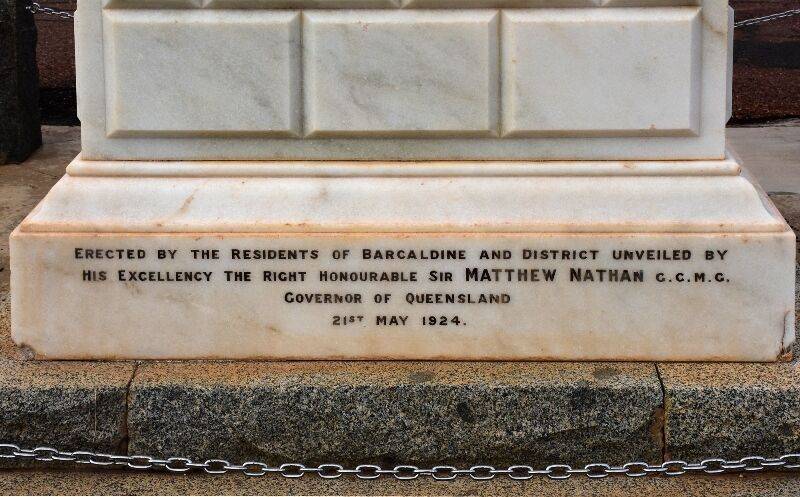 ERECTED BY THE RESIDENTS OF BARCALDINE AND DISTRICT UNVEILED BY
HIS EXCELLENCY THE RIGHT HONOURABLE SIR MATTHEW NATHAN G.C.M.G.
GOVERNOR OF QUEENSLAND
21ST MAY 1924.